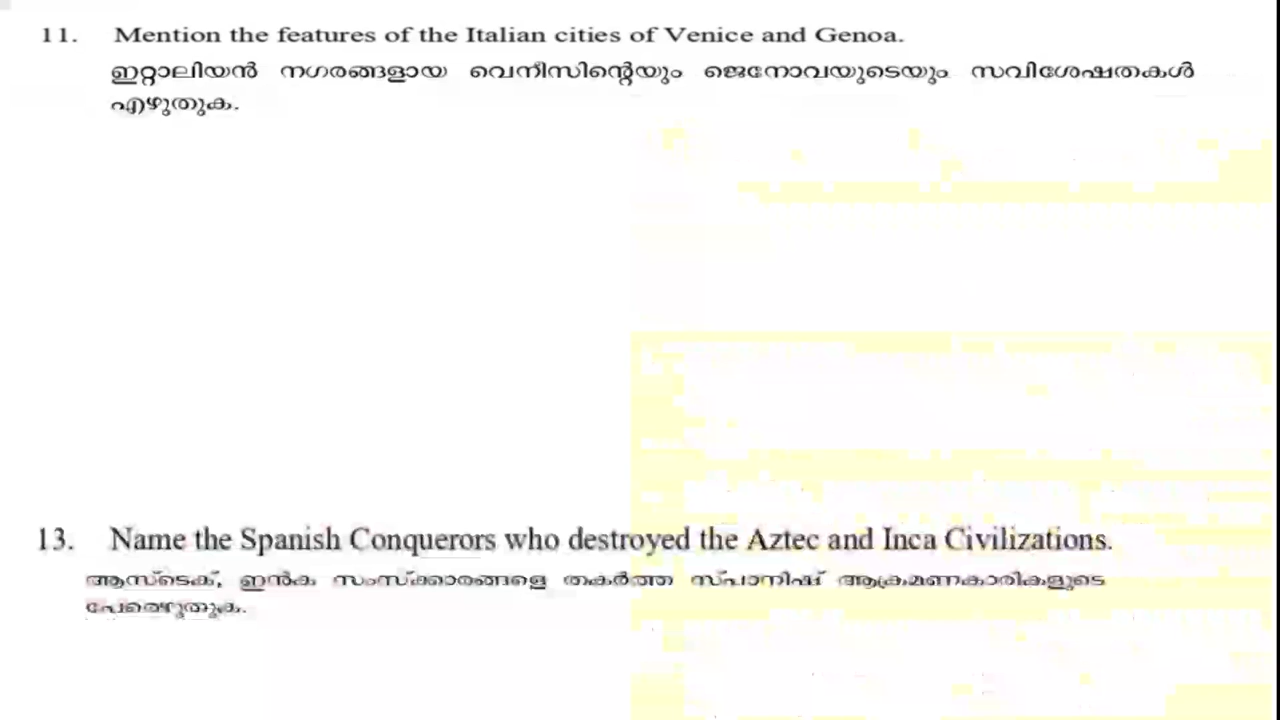 11. Mention the features of the Italian cities of Venice and Genoa.
ഇറ്റാലിയൻ നഗരങ്ങളായ വെനീസിന്റെയും ജെനോവയുടെയും സവിശേഷതകൾ
എഴുതുക.
13. Name the Spanish Conquerors who destroyed the Aztec and Inca Civilizations.
ആസ്ടെക്, ഇൻക സംസ്ക്കാരങ്ങളെ തകർത്ത സ്പാനിഷ് ആക്രമണകാരികളുടെ
പേരെഴുതുക.